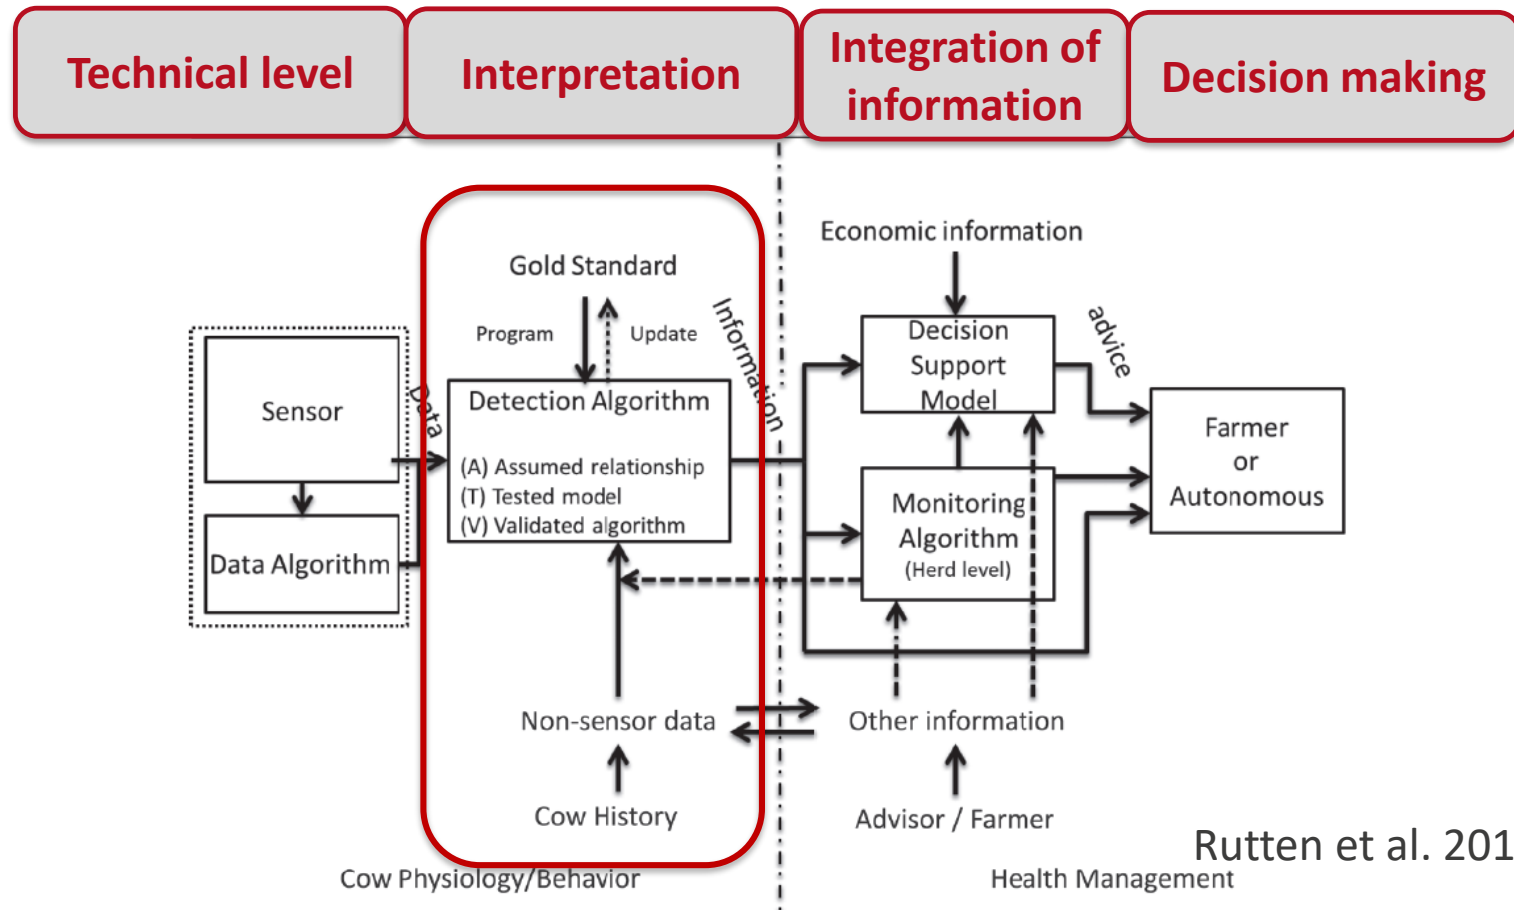 Technical level
Interpretation
Integration of
information
Decision making
Economic information
Gold Standard
Program
Update
Information
Decision
Support
Model
advice
Sensor
Data
Detection Algorithm
(A) Assumed relationship
(T) Tested model
(V) Validated algorithm
Farmer
or
Autonomous
Data Algorithm
Monitoring
Algorithm
(Herd level)
Non-sensor data
Other information
Cow History
Advisor / Farmer
Rutten et al. 201
Cow Physiology/Behavior
Health Management